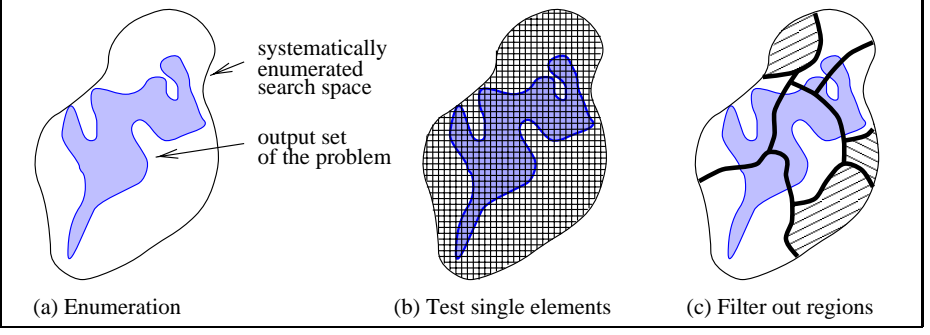 systematically
enumerated
search space
output set
of the problem
(a) Enumeration
(b) Test single elements
(c) Filter out regions